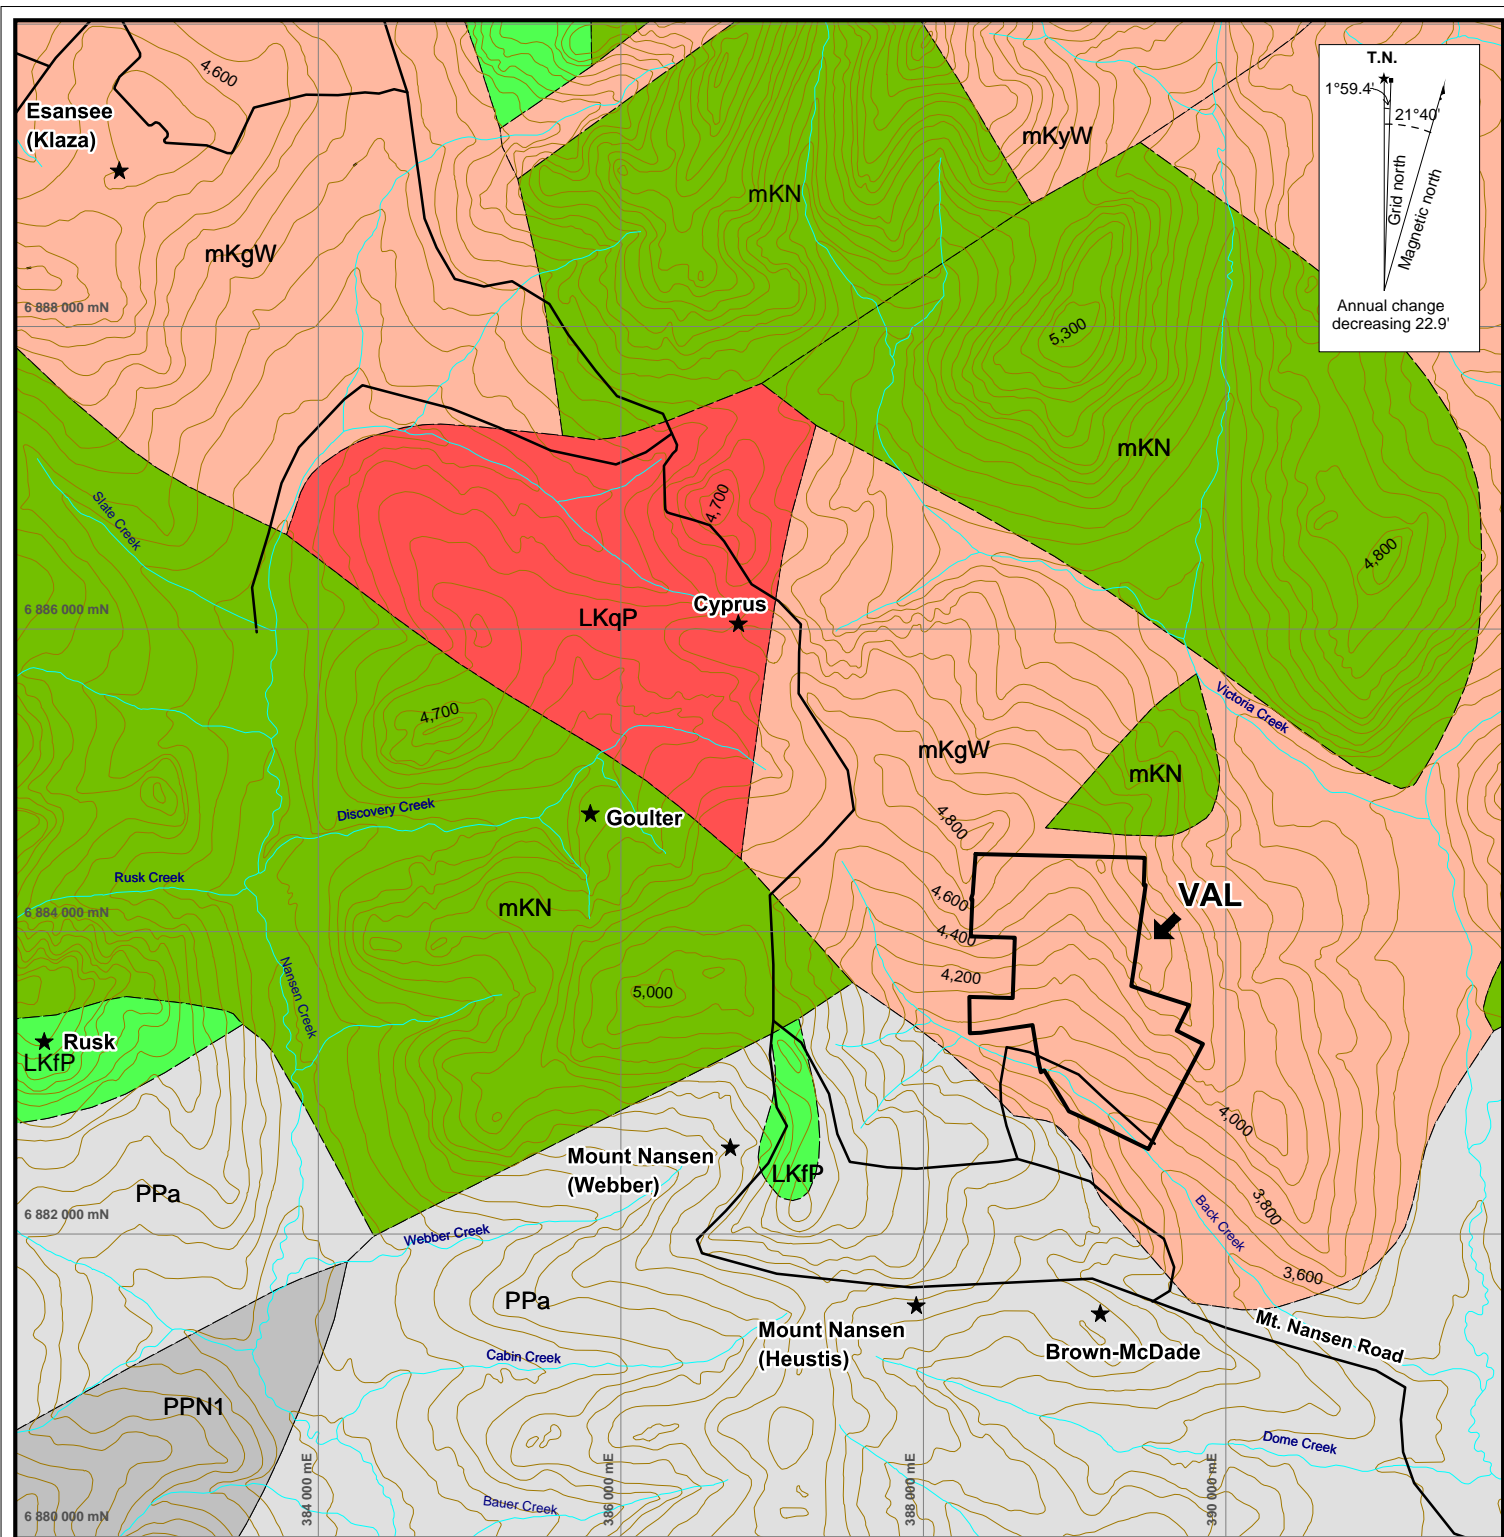 T.N.
1°59.4'
21°40'
Grid north
Magnetic north
Annual change
decreasing 22.9'
4,600
Esansee
(Klaza)
mKyW
mKN
mKgW
6 888 000 mN
5,300
mKN
4,700
Slate Creek
4,800
6 886 000 mN
LKqP
Cyprus
4,700
Victoria Creek
mKgW
mKN
Discovery Creek
Goulter
4,800
Rusk Creek
VAL
4,600
6 884 000 mN
mKN
4,400
4,200
Nansen Creek
5,000
Rusk
LKfP
4,000
Mount Nansen
(Webber)
LKfP
PPa
3,800
6 882 000 mN
Webber Creek
Back Creek
3,600
PPa
Mount Nansen
(Heustis)
Brown-McDade
Mt. Nansen Road
Cabin Creek
PPN1
Dome Creek
Bauer Creek
6 880 000 mN
384 000 mE
386 000 mE
388 000 mE
390 000 mE